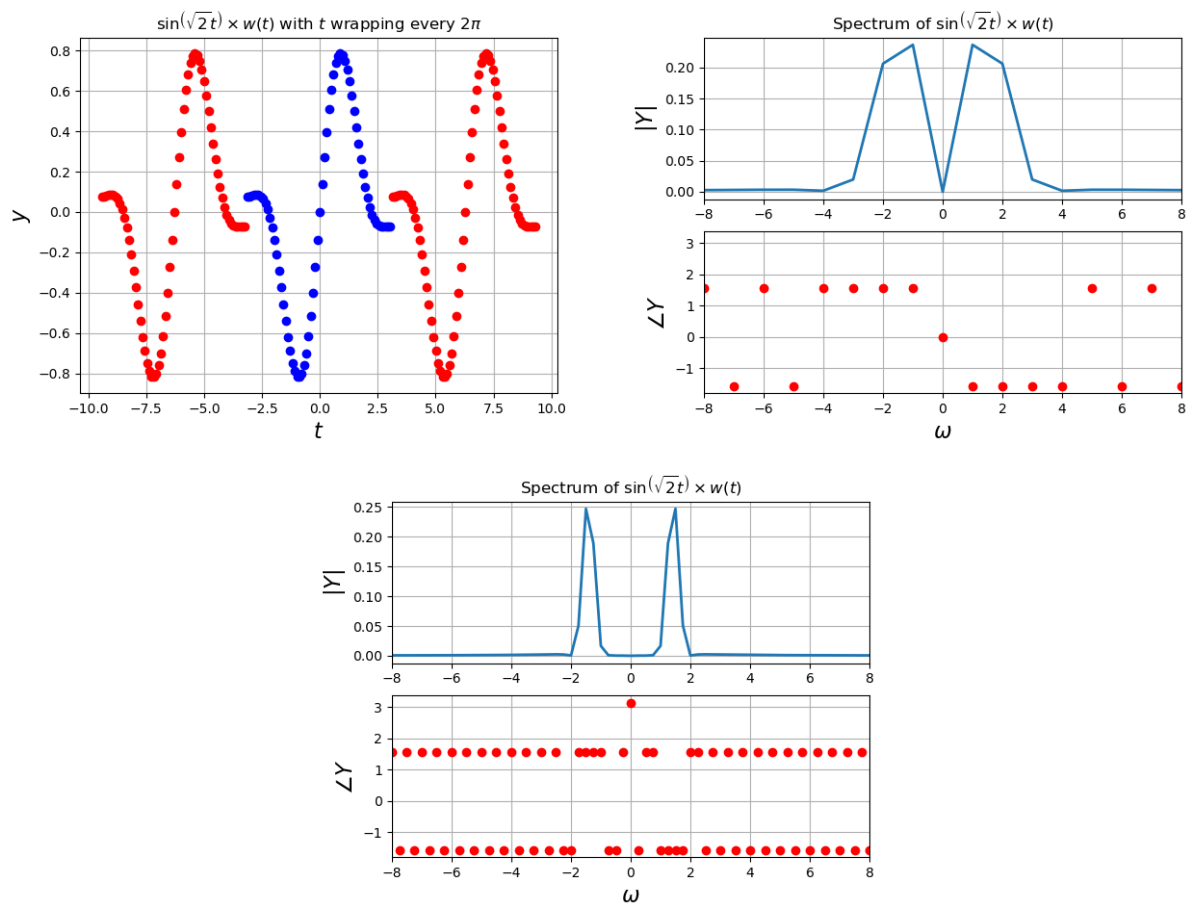 sin(√2t) × w(t) with t wrapping every 2π
0.8
0.6
0.4
0.2
0.0
−0.2
−0.4
−0.6
−0.8
y
−10.0 −7.5 −5.0 −2.5 0.0 2.5 5.0 7.5 10.0
t
Spectrum of sin(√2t) × w(t)
0.20
0.15
0.10
0.05
0.00
|Y|
−8 −6 −4 −2 0 2 4 6 8
3
2
1
0
−1
∠Y
−8 −6 −4 −2 0 2 4 6 8
ω
Spectrum of sin(√2t) × w(t)
0.25
0.20
0.15
0.10
0.05
0.00
|Y|
−8 −6 −4 −2 0 2 4 6 8
3
2
1
0
−1
∠Y
−8 −6 −4 −2 0 2 4 6 8
ω